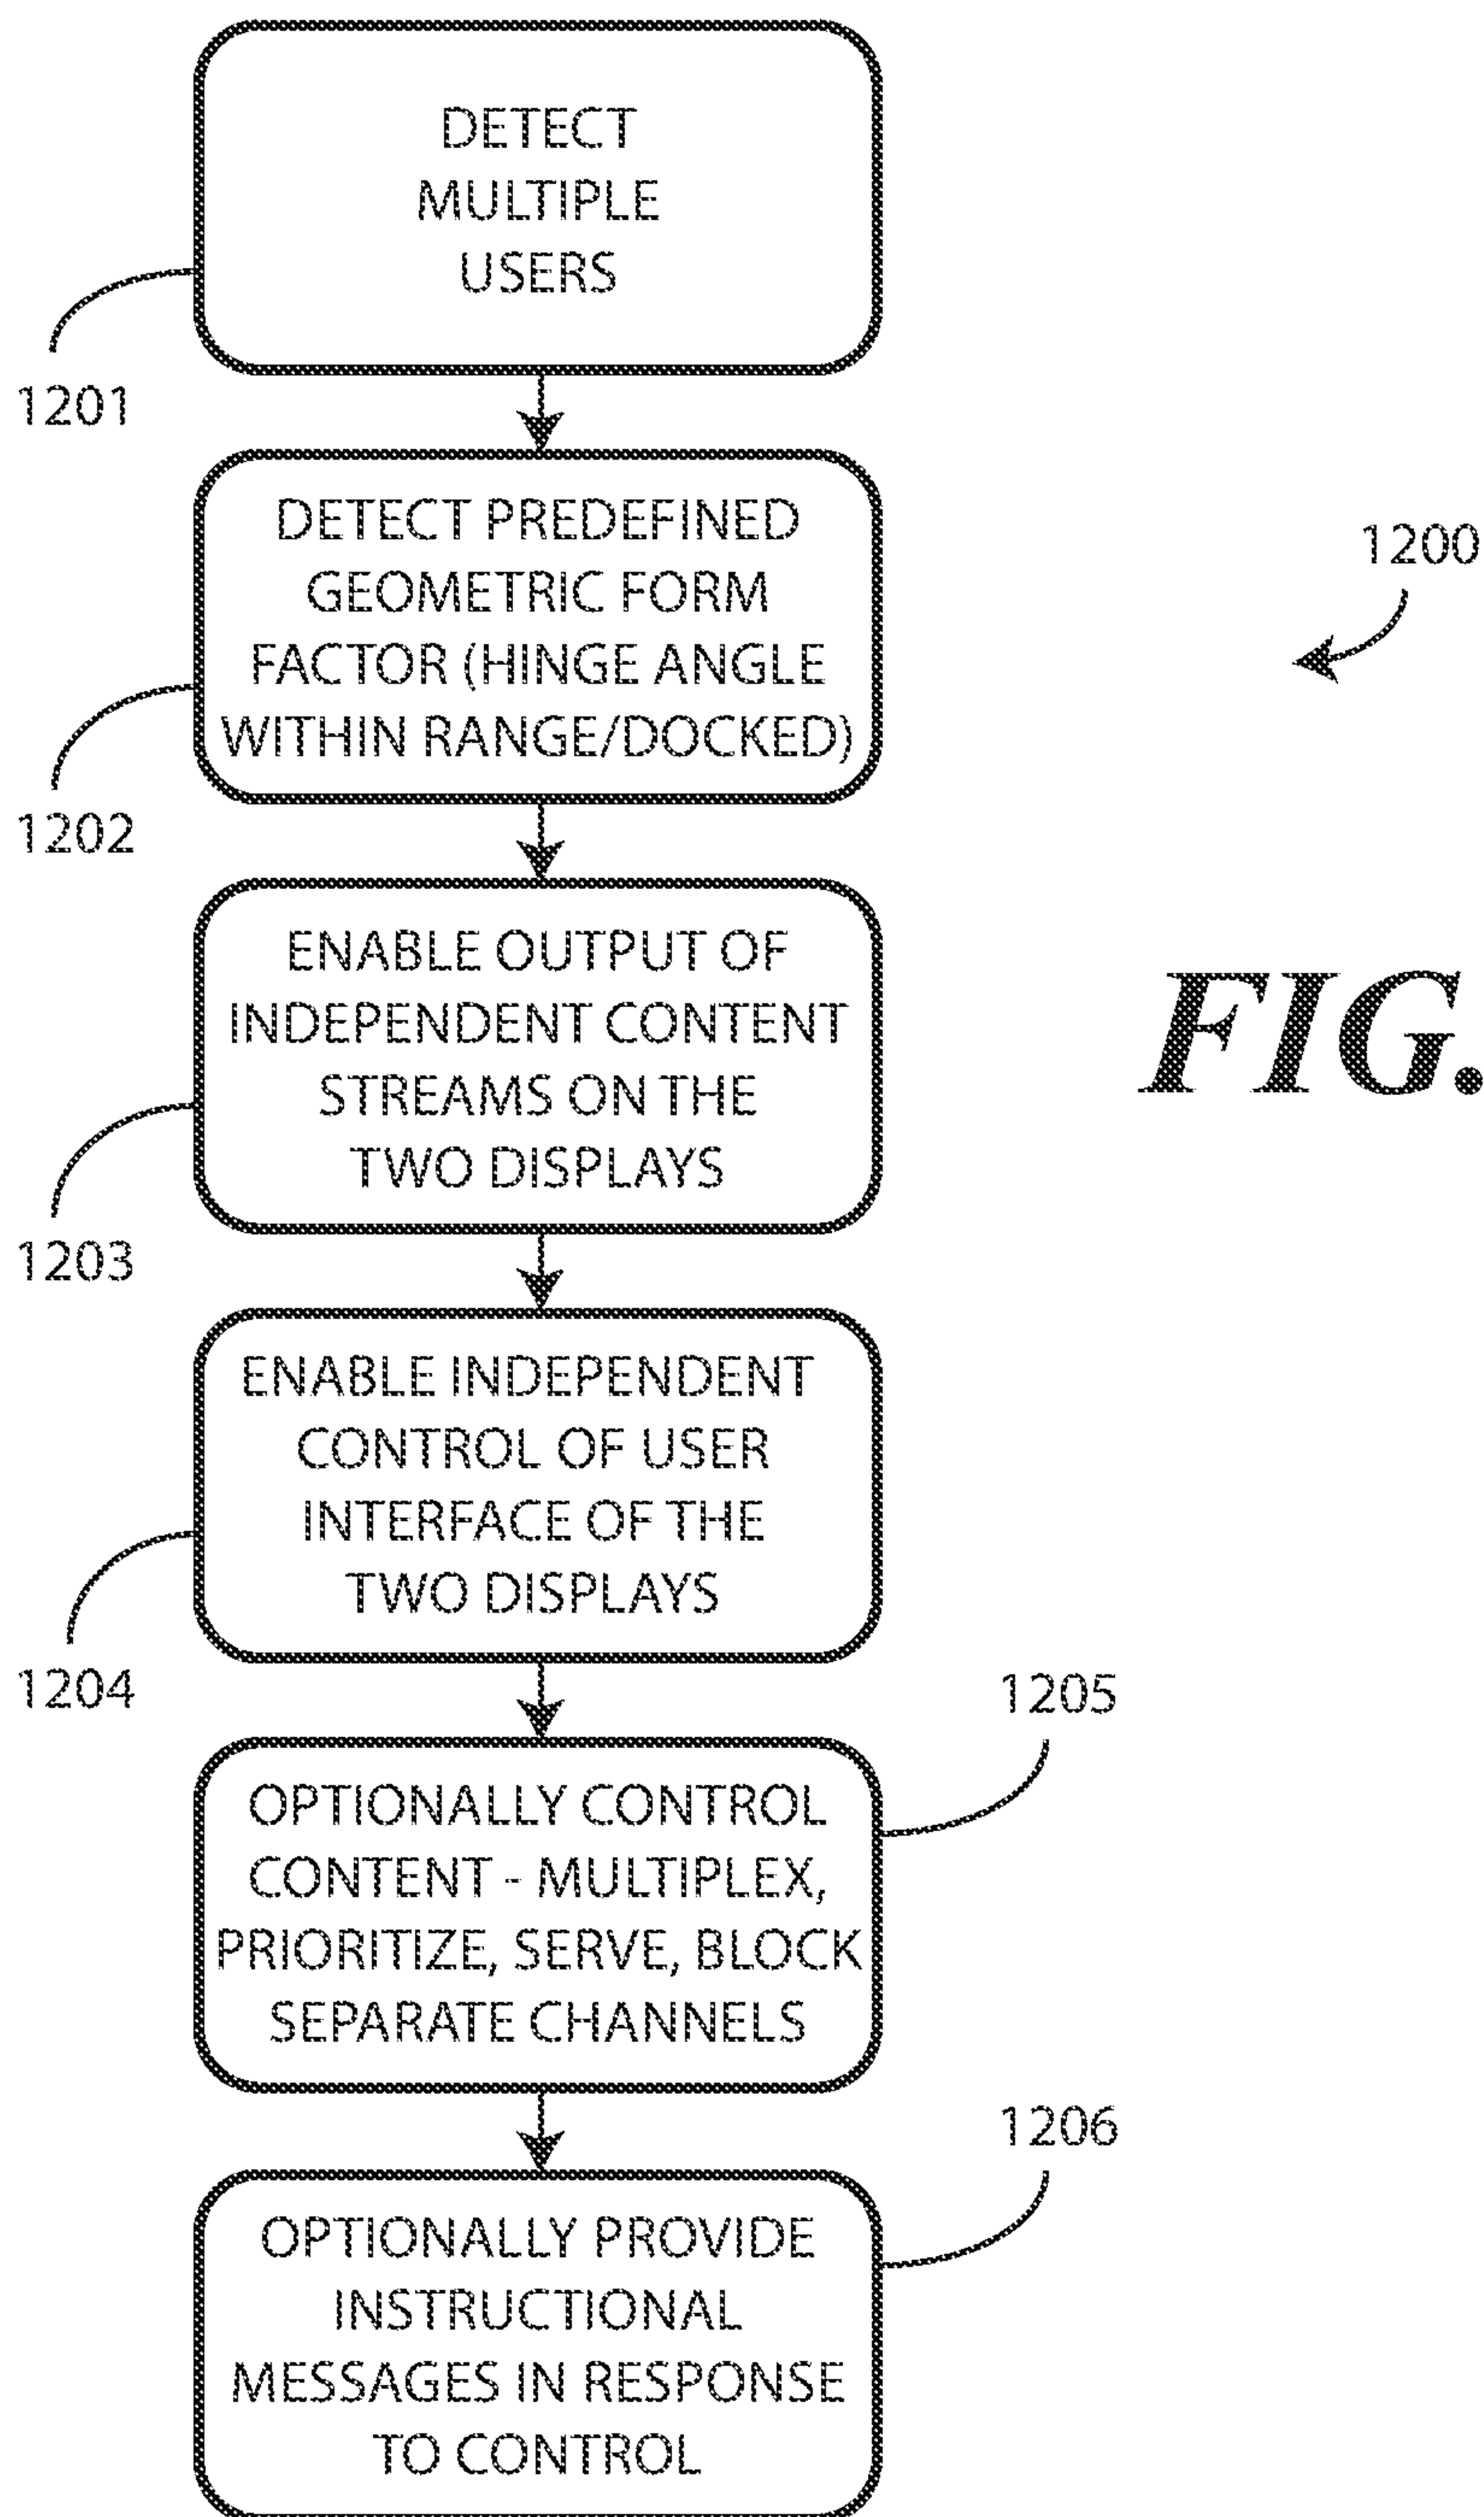 DETECT
MULTIPLE
USERS
1201
DETECT PREDEFINED
GEOMETRIC FORM
FACTOR (HINGE ANGLE
WITHIN RANGE/DOCKED)
1202
1200
FIG.
ENABLE OUTPUT OF
INDEPENDENT CONTENT
STREAMS ON THE
TWO DISPLAYS
1203
ENABLE INDEPENDENT
CONTROL OF USER
INTERFACE OF THE
TWO DISPLAYS
1204
1205
OPTIONALLY CONTROL
CONTENT - MULTIPLEX,
PRIORITIZE, SERVE, BLOCK
SEPARATE CHANNELS
1206
OPTIONALLY PROVIDE
INSTRUCTIONAL
MESSAGES IN RESPONSE
TO CONTROL